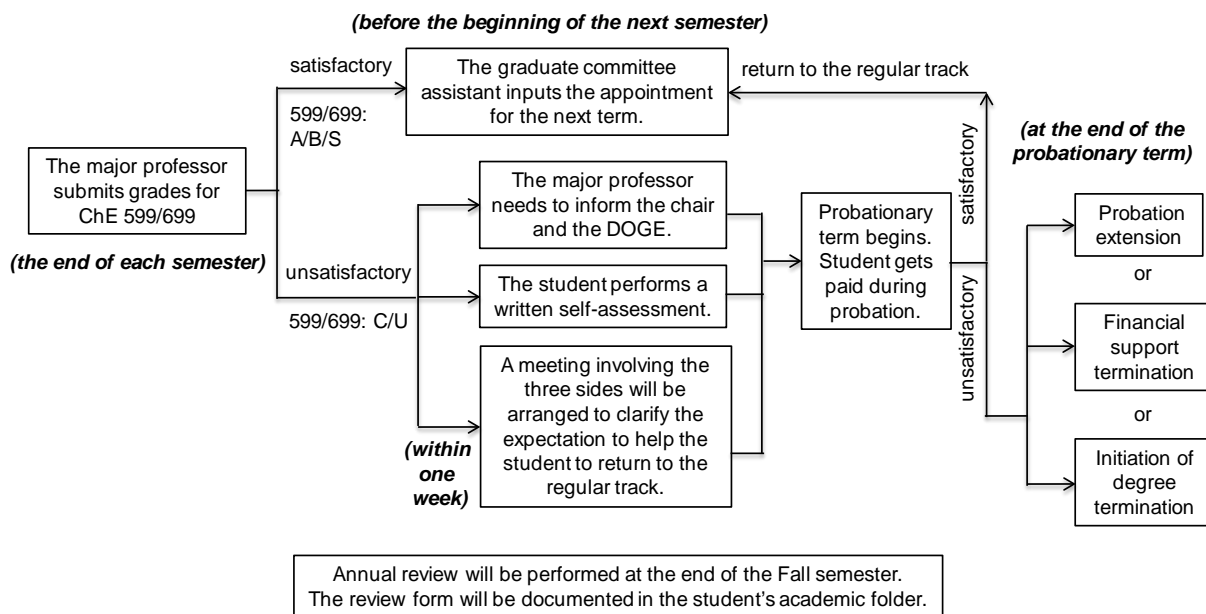 (before the beginning of the next semester)
satisfactory
599/699:
A/B/S
The graduate committee
assistant inputs the appointment
for the next term.
return to the regular track
The major professor
submits grades for
ChE 599/699
(the end of each semester)
unsatisfactory
599/699: C/U
(within
one
week)
The major professor
needs to inform the chair
and the DOGE.
The student performs a
written self-assessment.
A meeting involving the
three sides will be
arranged to clarify the
expectation to help the
student to return to the
regular track.
Probationary
term begins.
Student gets
paid during
probation.
satisfactory
unsatisfactory
(at the end of the
probationary term)
Probation
extension
or
Financial
support
termination
or
Initiation of
degree
termination
Annual review will be performed at the end of the Fall semester.
The review form will be documented in the student's academic folder.